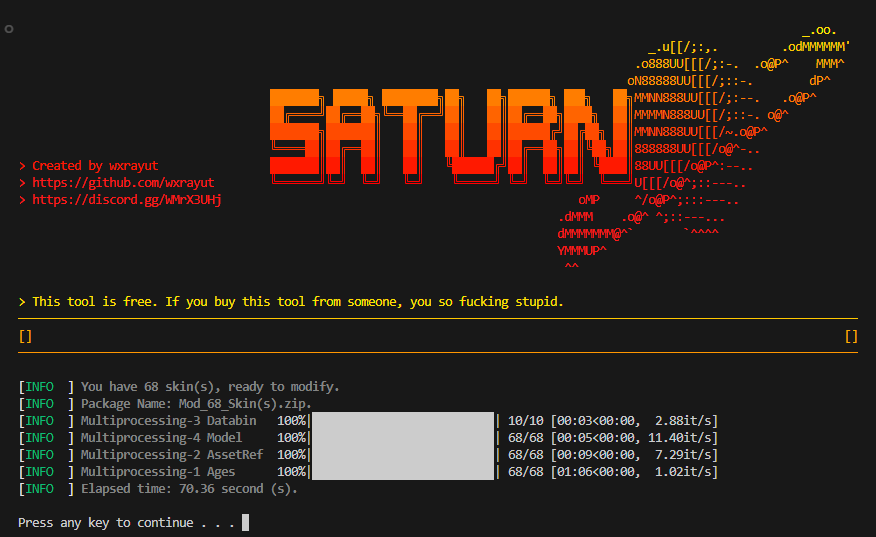 SATURN
> Created by wxrayut
> https://github.com/wxrayut
> https://discord.gg/WMrX3UHj
> This tool is free. If you buy this tool from someone, you so fucking stupid.
[] []
[INFO  ] You have 68 skin(s), ready to modify.
[INFO  ] Package Name: Mod_68_Skin(s).zip.
[INFO  ] Multiprocessing-3 Databin   100%| | 10/10 [00:03<00:00,  2.88it/s]
[INFO  ] Multiprocessing-4 Model     100%| | 68/68 [00:05<00:00, 11.40it/s]
[INFO  ] Multiprocessing-2 AssetRef  100%| | 68/68 [00:09<00:00,  7.29it/s]
[INFO  ] Multiprocessing-1 Ages      100%| | 68/68 [01:06<00:00,  1.02it/s]
[INFO  ] Elapsed time: 70.36 second (s).
Press any key to continue . . .